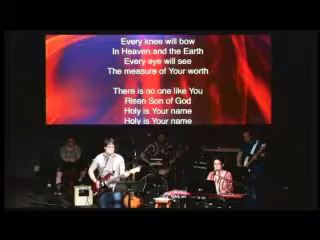 Every knee will bow
In Heaven and the Earth
Every eye will see
The measure of Your worth
There is no one like You
Risen Son of God
Holy is Your name
Holy is Your name